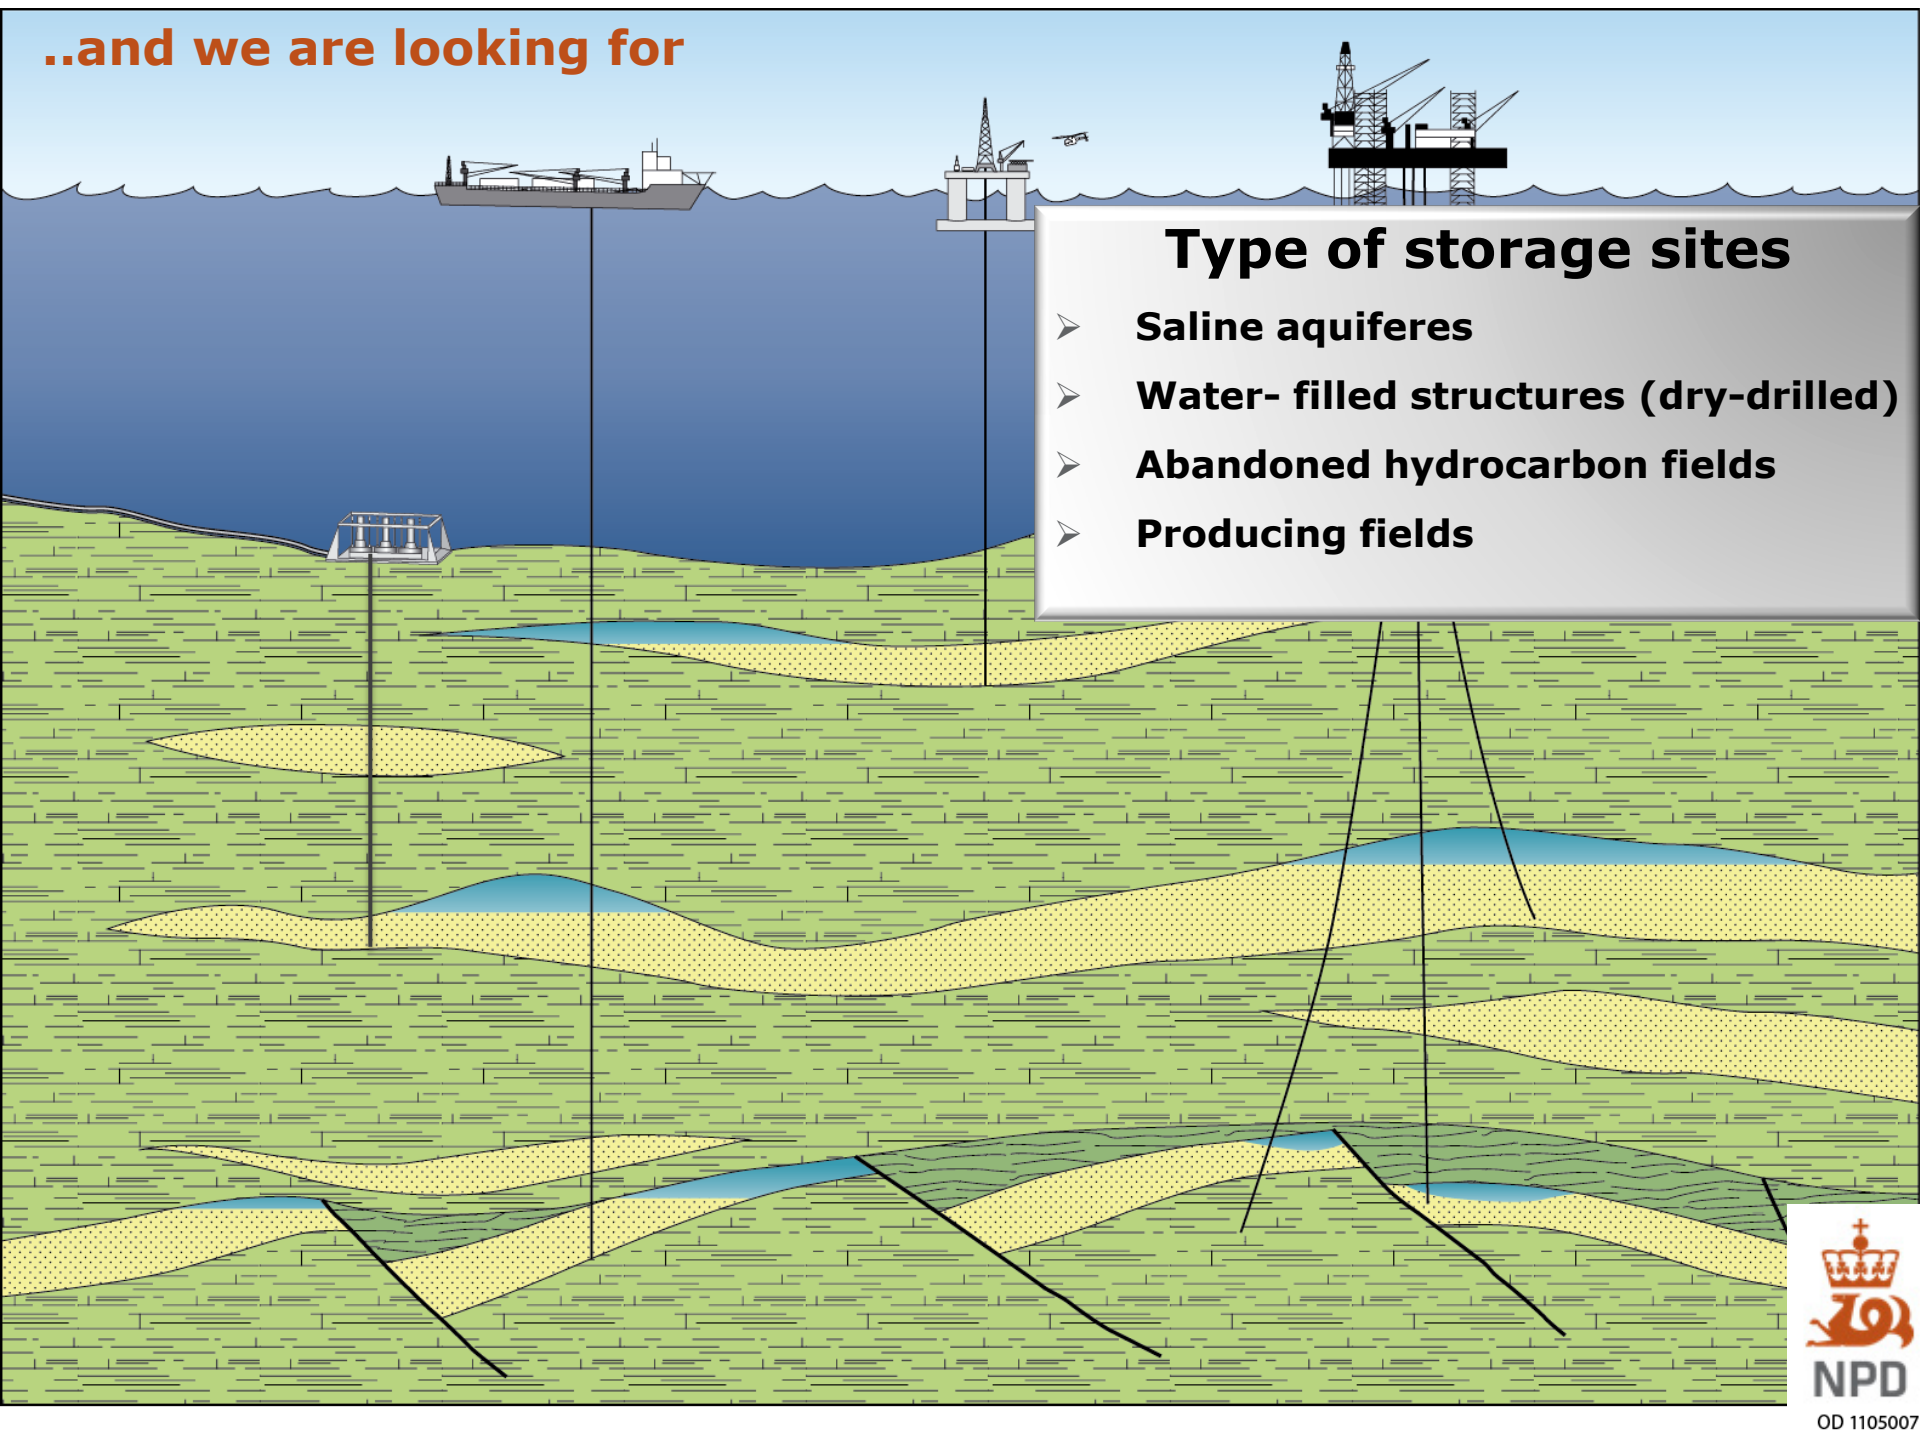 ..and we are looking for
Type of storage sites
Saline aquiferes
Water- filled structures (dry-drilled)
Abandoned hydrocarbon fields
Producing fields
NPD
OD 1105007